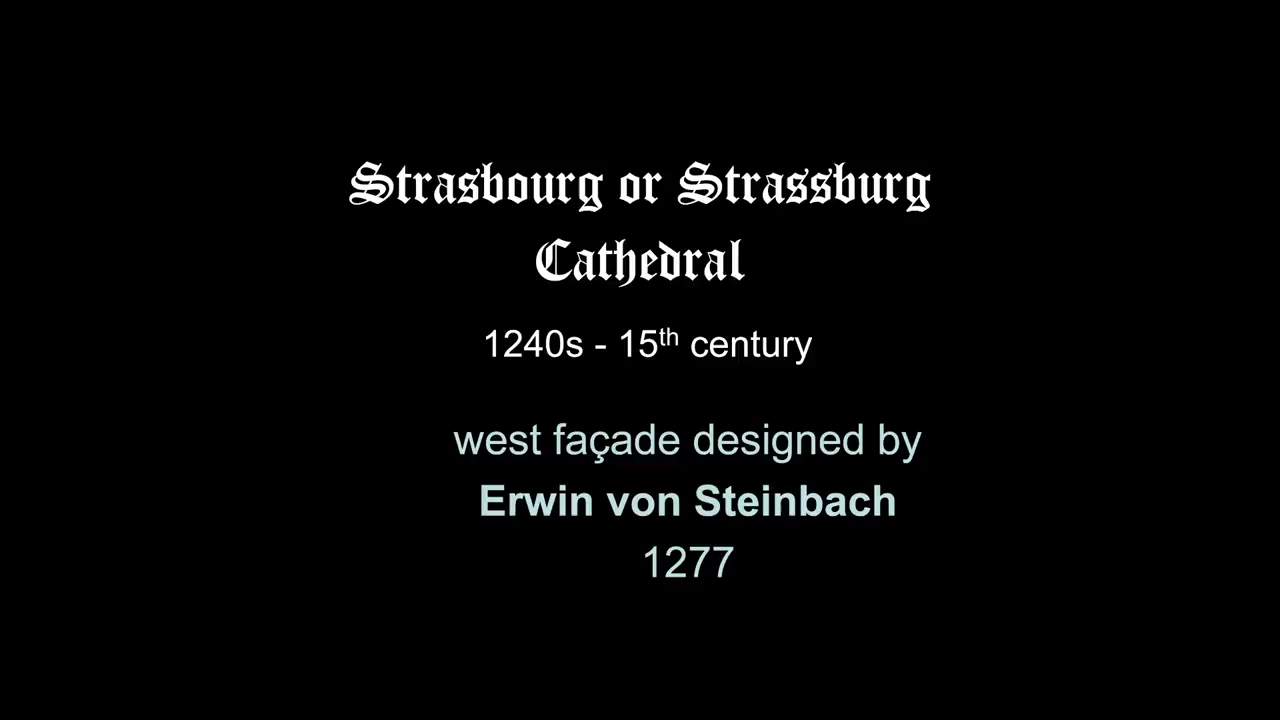 Strasbourg or Strassburg
Cathedral
1240s - 15th century
west façade designed by
Erwin von Steinbach
1277